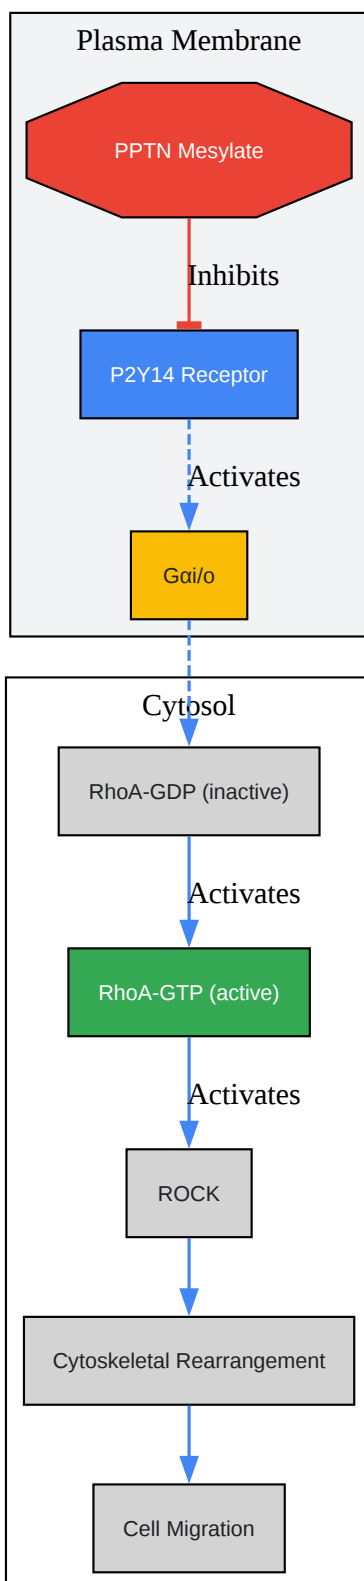 Plasma Membrane
PPTN Mesylate
Inhibits
P2Y14 Receptor
Activates
Gαi/o
Cytosol
RhoA-GDP (inactive)
Activates
RhoA-GTP (active)
Activates
ROCK
Cytoskeletal Rearrangement
Cell Migration